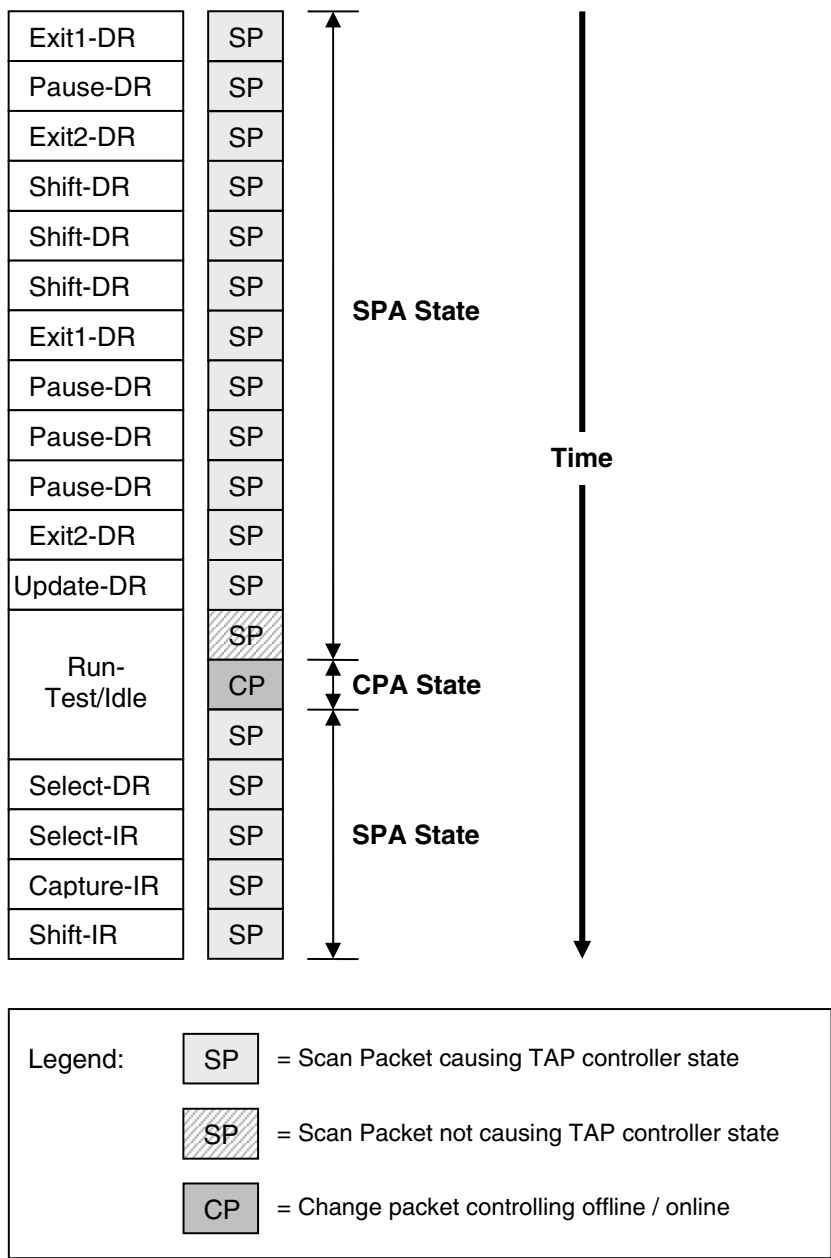 Exit1-DR SP
Pause-DR SP
Exit2-DR SP
Shift-DR SP
Shift-DR SP
Shift-DR SP
SPA State
Exit1-DR SP
Pause-DR SP
Pause-DR SP
Time
Pause-DR SP
Exit2-DR SP
Update-DR SP
SP
Run-
Test/Idle
CP
CPA State
SP
Select-DR SP
Select-IR SP
SPA State
Capture-IR SP
Shift-IR SP
Legend:
SP = Scan Packet causing TAP controller state
SP = Scan Packet not causing TAP controller state
CP = Change packet controlling offline / online